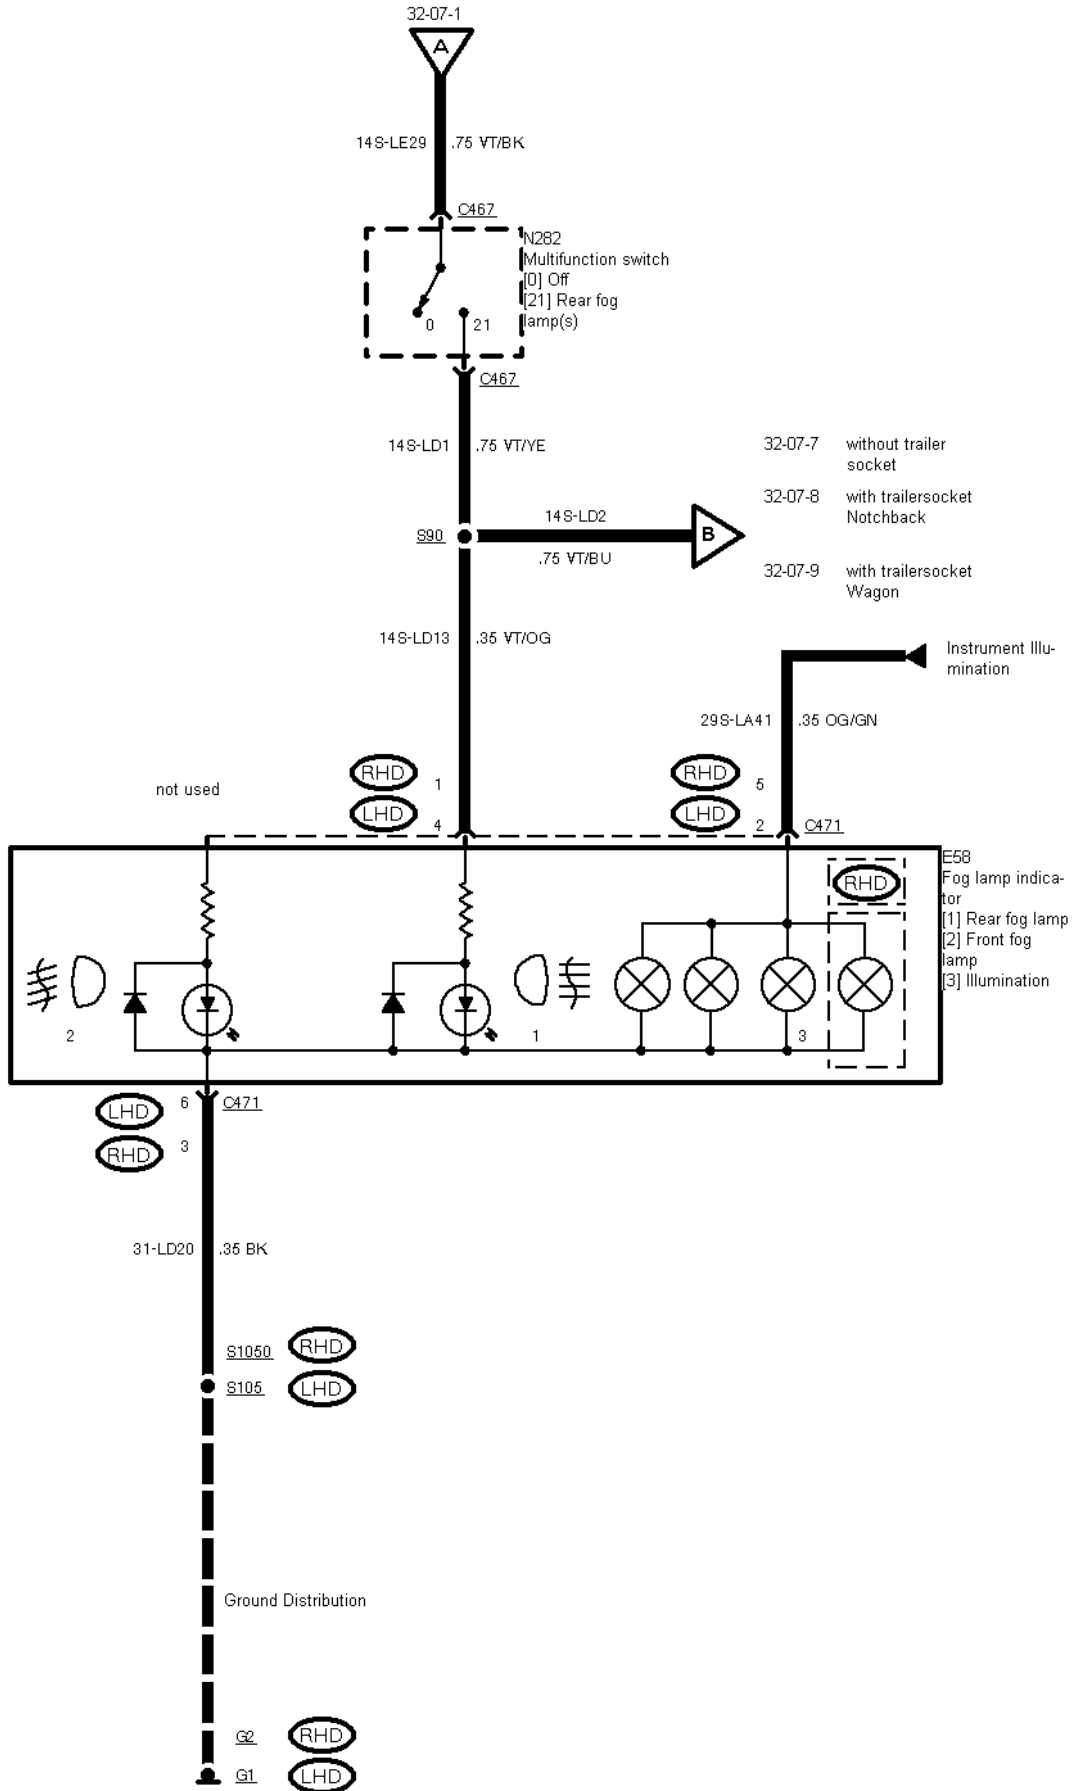 32-07-1
A
14S-LE29 .75 VT/BK
C467
N282
Multifunction switch
[0] Off
[21] Rear fog
lamp(s)
0 21
C467
14S-LD1 .75 VT/YE
32-07-7 without trailer
socket
32-07-8 with trailersocket
Notchback
14S-LD2
S90
B
.75 VT/BU
32-07-9 with trailersocket
Wagon
14S-LD13 .35 VT/OG
Instrument Illu-
mination
29S-LA41 .35 OG/GN
RHD 1
RHD 5
not used
LHD 4
LHD 2 C471
E58
Fog lamp indica-
tor
[1] Rear fog lamp
[2] Front fog
lamp
[3] Illumination
RHD
2 1 3
LHD 6 C471
RHD 3
31-LD20 .35 BK
S1050 RHD
S105 LHD
Ground Distribution
G2 RHD
G1 LHD